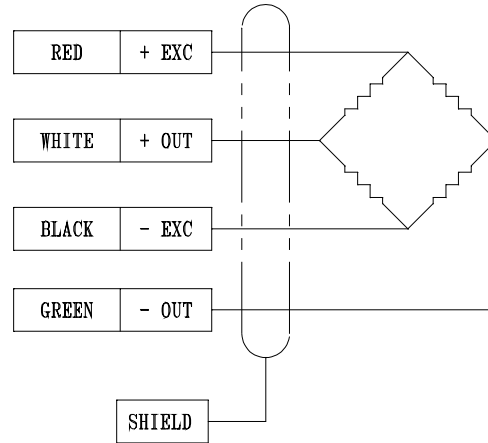 RED + EXC
WHITE + OUT
BLACK - EXC
GREEN - OUT
SHIELD